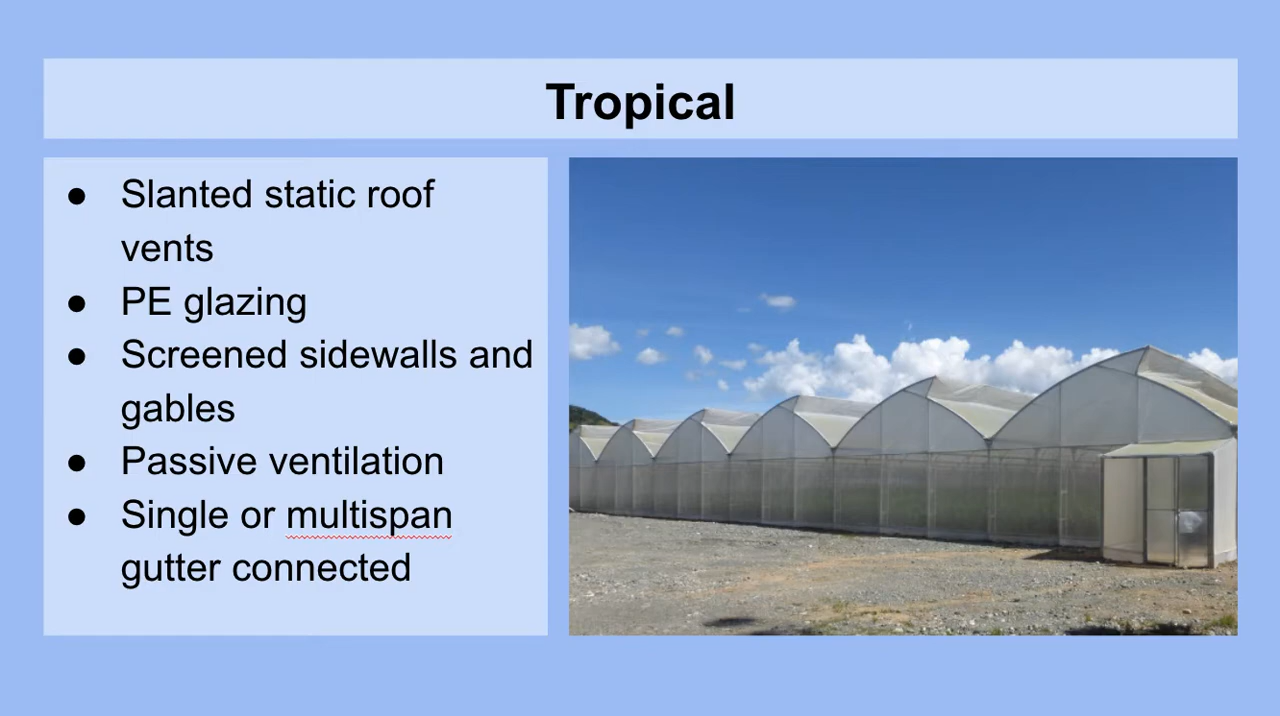 Tropical
● Slanted static roof
vents
● PE glazing
● Screened sidewalls and
gables
● Passive ventilation
● Single or multispan
gutter connected